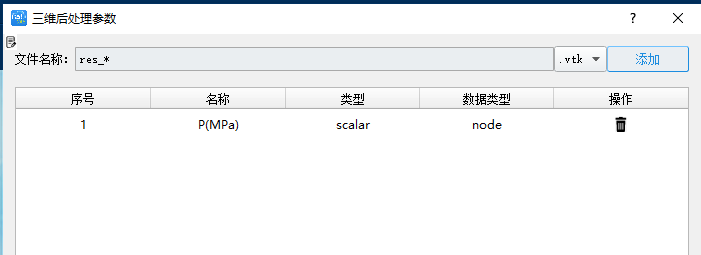 三维后处理参数
文件名称: res_* .vtk 添加
序号 名称 类型 数据类型 操作
1 P(MPa) scalar node